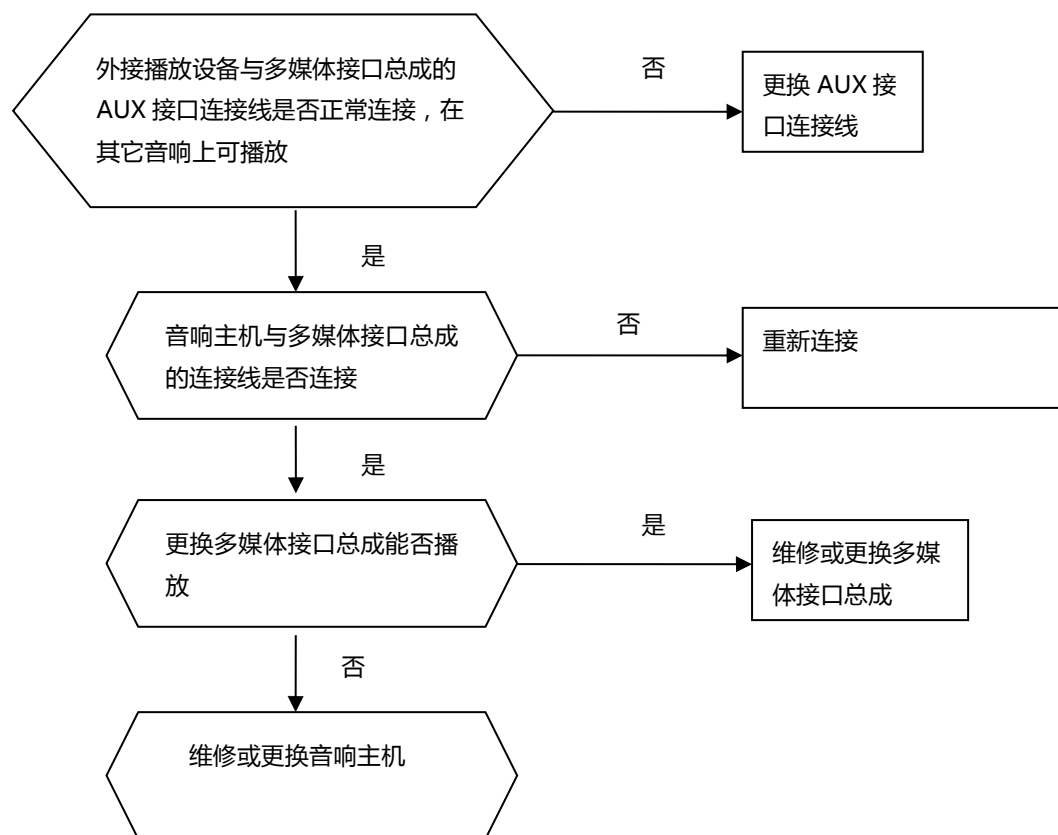 外接播放设备与多媒体接口总成的
AUX 接口连接线是否正常连接，在
其它音响上可播放
否
更换 AUX 接
口连接线
是
音响主机与多媒体接口总成
的连接线是否连接
否
重新连接
是
更换多媒体接口总成能否播
放
是
维修或更换多媒
体接口总成
否
维修或更换音响主机